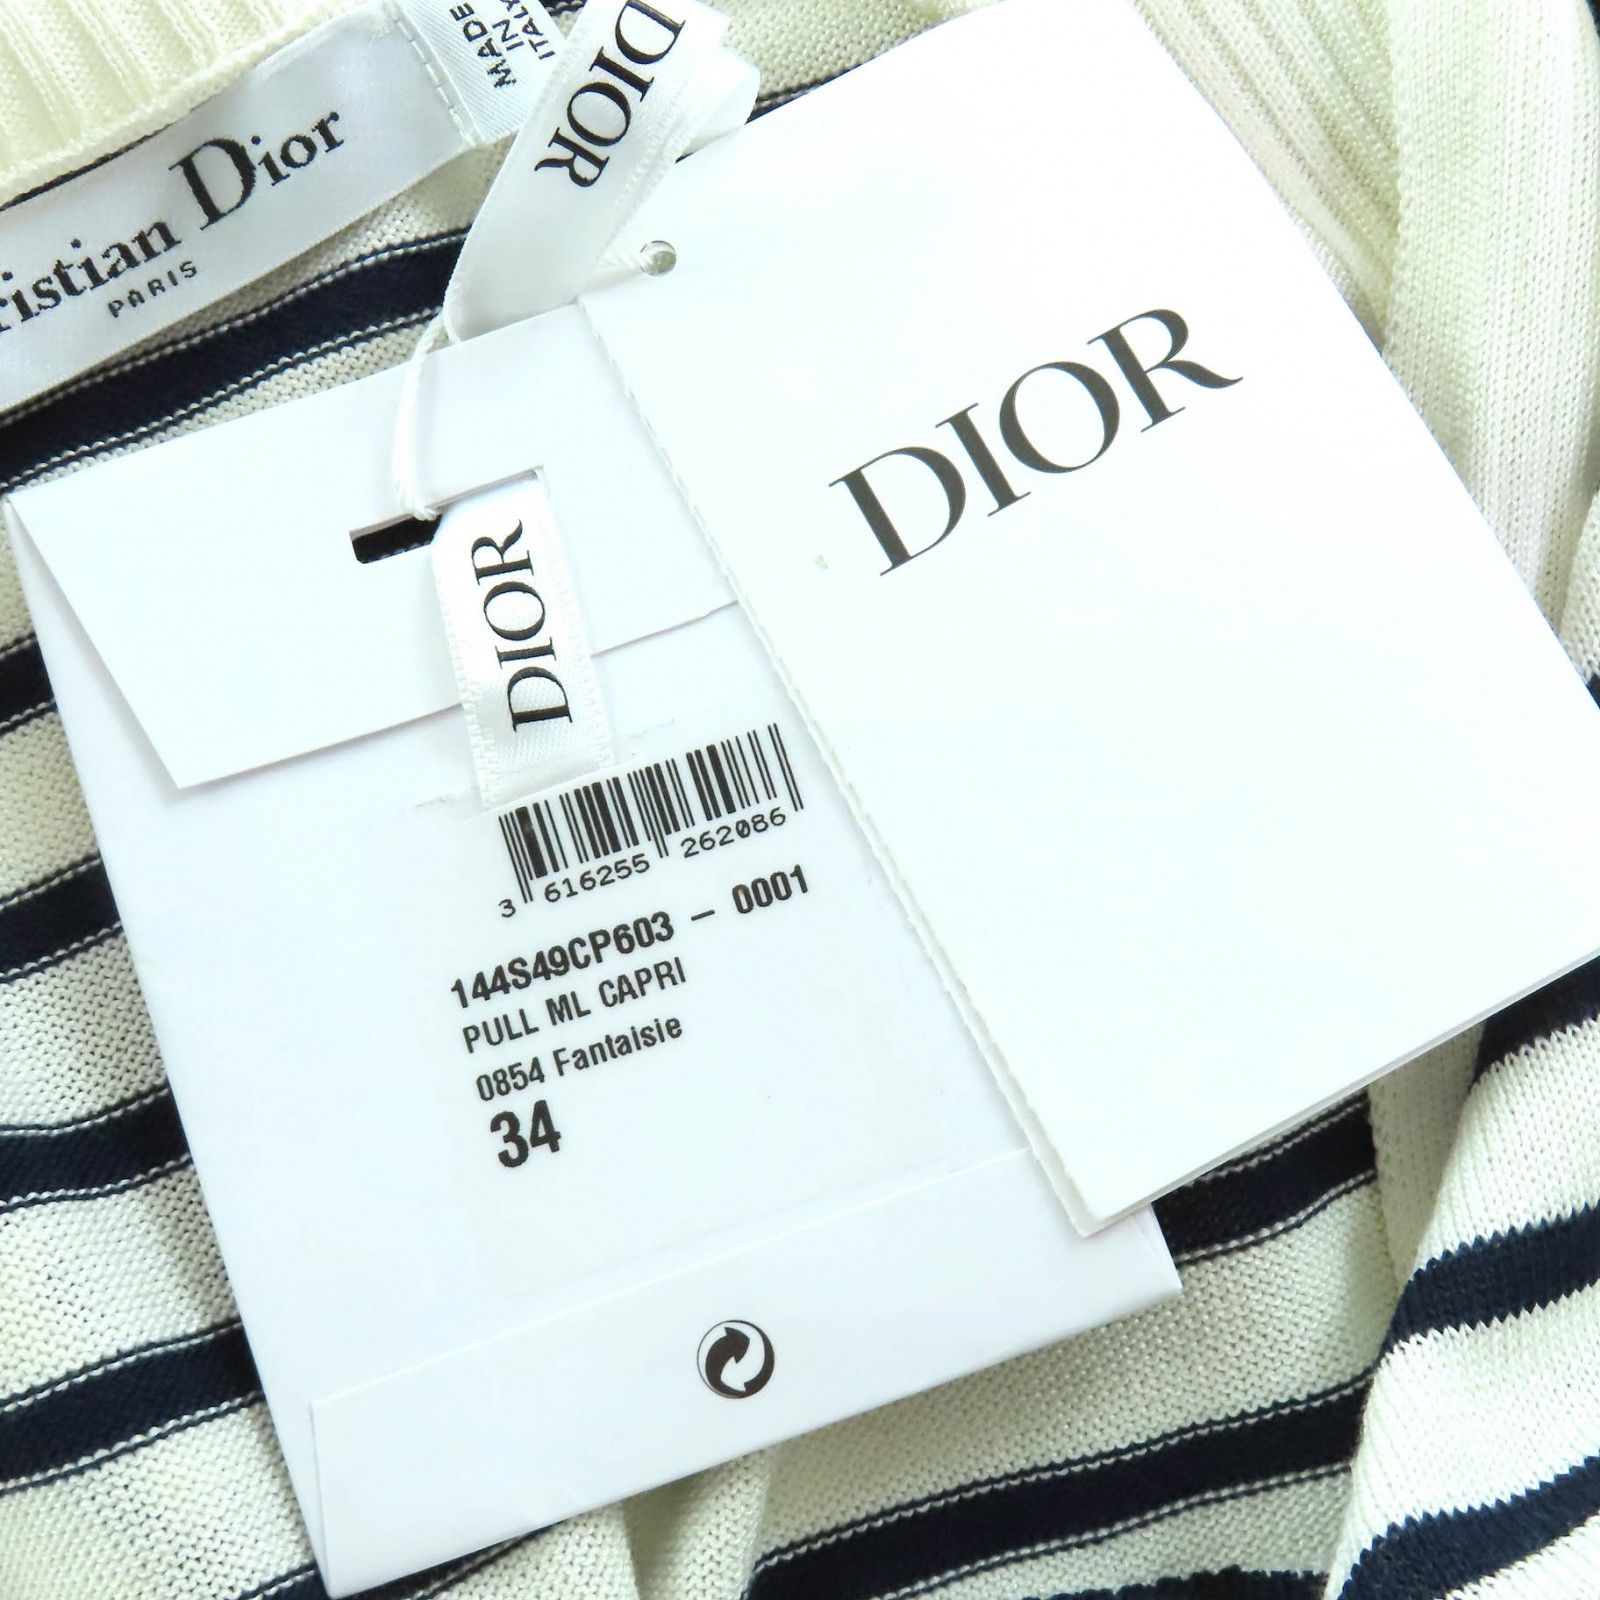 MADE
IN
ITALY
DIOR
ristian Dior
PARIS
DIOR
DIOR
3 616255 262086
144S49CP603 - 0001
PULL ML CAPRI
0854 Fantaisie
34